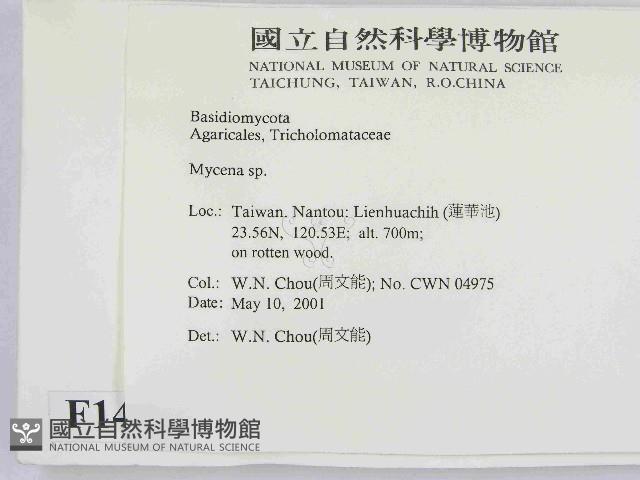 國立自然科學博物館
NATIONAL MUSEUM OF NATURAL SCIENCE
TAICHUNG, TAIWAN, R.O.CHINA
Basidiomycota
Agaricales, Tricholomataceae
Mycena sp.
Loc.: Taiwan. Nantou: Lienhuachih (蓮華池)
23.56N, 120.53E; alt. 700m;
on rotten wood.
Col.: W.N. Chou(周文能); No. CWN 04975
Date: May 10, 2001
Det.: W.N. Chou(周文能)
F14
國立自然科學博物館
NATIONAL MUSEUM OF NATURAL SCIENCE